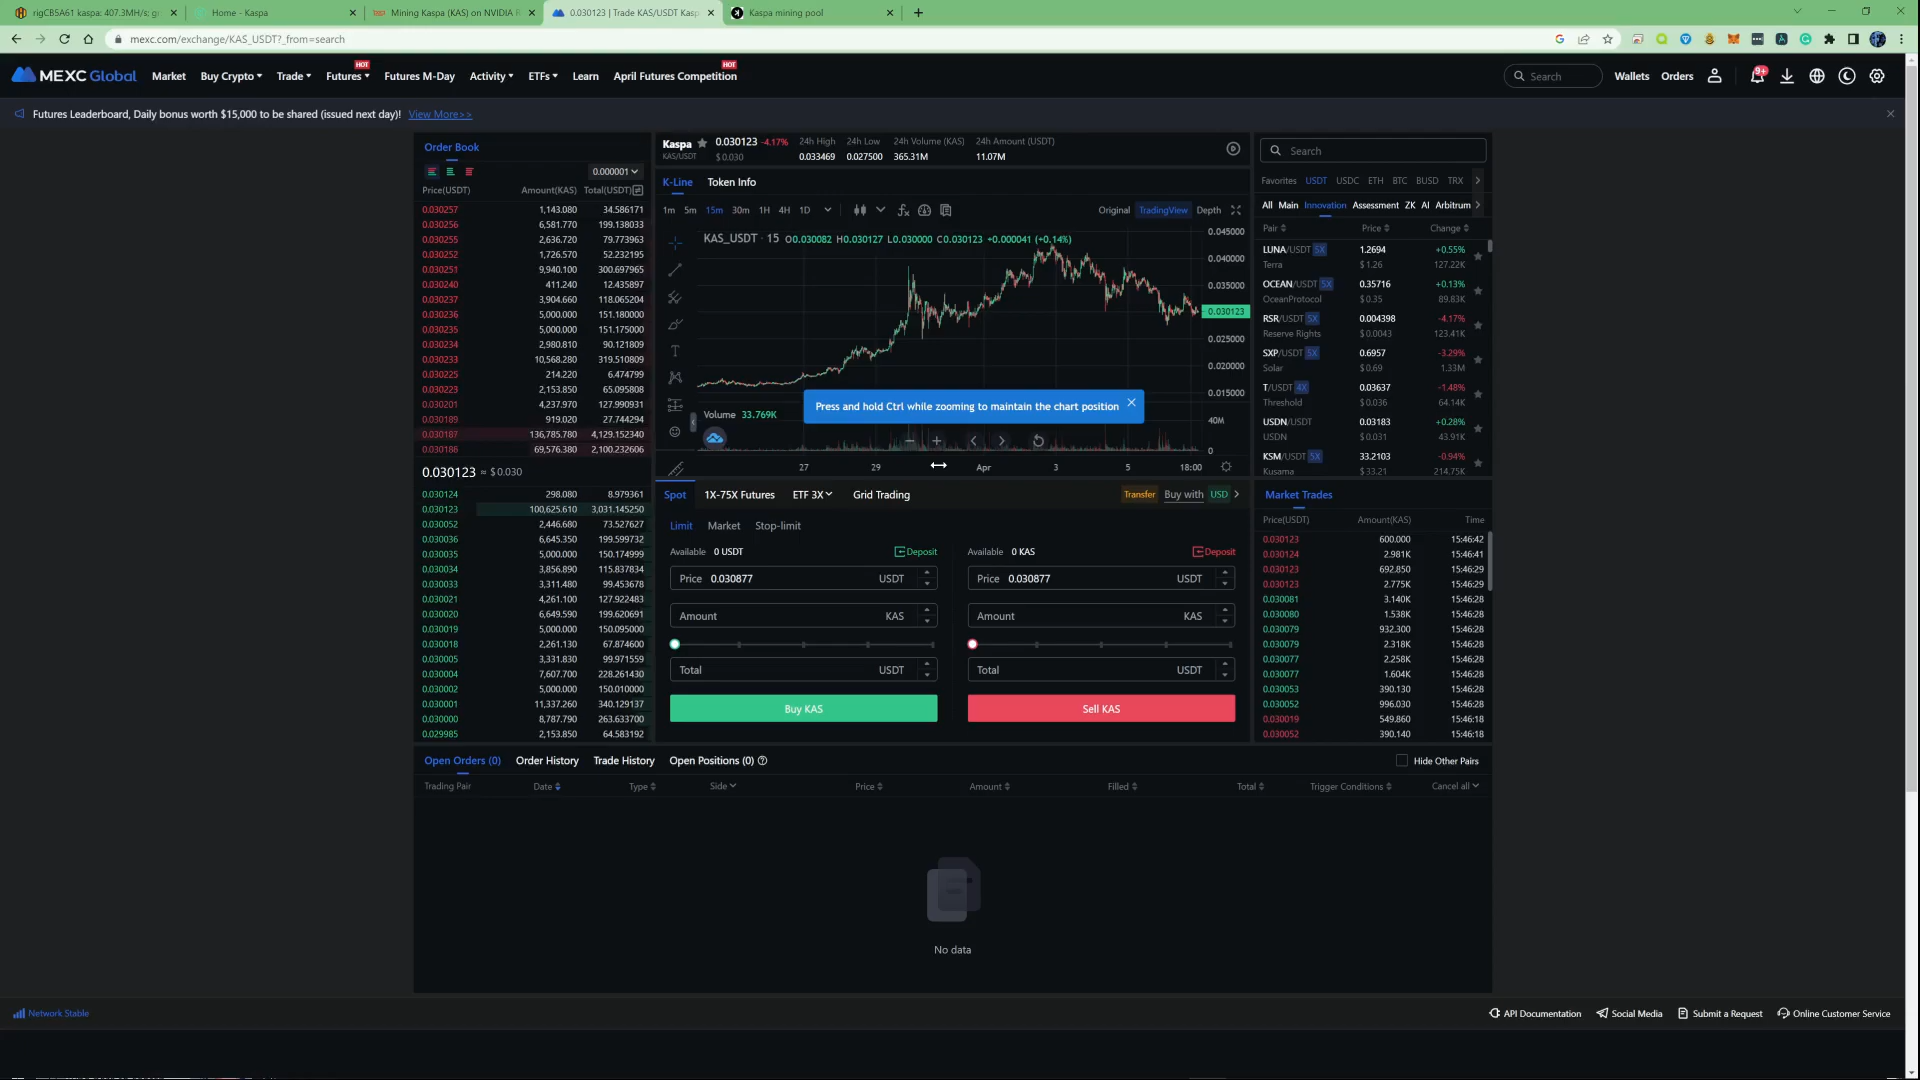 rigCB5A61 kaspa: 407.3MH/s; g
Home - Kaspa
Mining Kaspa (KAS) on NVIDIA
0.030123 | Trade KAS/USDT Kasp
Kaspa mining pool
mexc.com/exchange/KAS_USDT?_from=search
MEXC Global Market Buy Crypto Trade Futures HOT Futures M-Day Activity ETFs Learn April Futures Competition HOT Search Wallets Orders 9+
Futures Leaderboard, Daily bonus worth $15,000 to be shared (issued next day)! View More>>
Order Book
0.000001
Price(USDT) Amount(KAS) Total(USDT)
0.030257 1,143.080 34.586171
0.030256 6,581.770 199.138033
0.030255 2,636.720 79.773963
0.030252 1,726.570 52.232195
0.030251 9,940.100 300.697965
0.030240 411.240 12.435897
0.030237 3,904.660 118.065204
0.030236 5,000.000 151.180000
0.030235 5,000.000 151.175000
0.030234 2,980.810 90.121809
0.030233 10,568.280 319.510809
0.030225 214.220 6.474799
0.030223 2,153.850 65.095808
0.030201 4,237.970 127.990931
0.030189 919.020 27.744294
0.030187 136,785.780 4,129.152340
0.030186 69,576.380 2,100.232606
0.030123 ≈ $0.030
0.030124 298.080 8.979361
0.030123 100,625.610 3,031.145250
0.030052 2,446.680 73.527627
0.030036 6,645.350 199.599732
0.030035 5,000.000 150.174999
0.030034 3,856.890 115.837834
0.030033 3,311.480 99.453678
0.030021 4,261.100 127.922483
0.030020 6,649.590 199.620691
0.030019 5,000.000 150.095000
0.030018 2,261.130 67.874600
0.030005 3,331.830 99.971559
0.030004 7,607.700 228.261430
0.030002 5,000.000 150.010000
0.030001 11,337.260 340.129137
0.030000 8,787.790 263.633700
0.029985 2,153.850 64.583192
Kaspa 0.030123 -4.17% 24h High 24h Low 24h Volume (KAS) 24h Amount (USDT)
KAS/USDT $0.030 0.033469 0.027500 365.31M 11.07M
K-Line Token Info
1m 5m 15m 30m 1H 4H 1D Original TradingView Depth
KAS_USDT · 15 O0.030082 H0.030127 L0.030000 C0.030123 +0.000041 (+0.14%)
0.045000
0.040000
0.035000
0.030123
0.025000
0.020000
0.015000
Press and hold Ctrl while zooming to maintain the chart position
Volume 33.769K
40M
0
27 29 Apr 3 5 18:00
Spot 1X-75X Futures ETF 3X Grid Trading Transfer Buy with USD
Limit Market Stop-limit
Available 0 USDT Deposit Available 0 KAS Deposit
Price 0.030877 USDT Price 0.030877 USDT
Amount KAS Amount KAS
Total USDT Total USDT
Buy KAS Sell KAS
Search
Favorites USDT USDC ETH BTC BUSD TRX
All Main Innovation Assessment ZK AI Arbitrum
Pair Price Change
LUNA/USDT 5X 1.2694 +0.55%
Terra $ 1.26 127.22K
OCEAN/USDT 5X 0.35716 +0.13%
OceanProtocol $ 0.35 89.83K
RSR/USDT 5X 0.004398 -4.17%
Reserve Rights $ 0.0043 123.41K
SXP/USDT 5X 0.6957 -3.29%
Solar $ 0.69 1.33M
T/USDT 4X 0.03637 -1.48%
Threshold $ 0.036 64.14K
USDN/USDT 0.03183 +0.28%
USDN $ 0.031 43.91K
KSM/USDT 5X 33.2103 -0.94%
Kusama $ 33.21 214.75K
Market Trades
Price(USDT) Amount(KAS) Time
0.030123 600.000 15:46:42
0.030124 2.981K 15:46:41
0.030123 692.850 15:46:29
0.030123 2.775K 15:46:29
0.030081 3.140K 15:46:28
0.030080 1.538K 15:46:28
0.030079 932.300 15:46:28
0.030079 2.318K 15:46:28
0.030077 2.258K 15:46:28
0.030077 1.604K 15:46:28
0.030053 390.130 15:46:28
0.030052 996.030 15:46:28
0.030019 549.860 15:46:18
0.030052 390.140 15:46:18
Open Orders (0) Order History Trade History Open Positions (0) Hide Other Pairs
Trading Pair Date Type Side Price Amount Filled Total Trigger Conditions Cancel all
No data
Network Stable API Documentation Social Media Submit a Request Online Customer Service